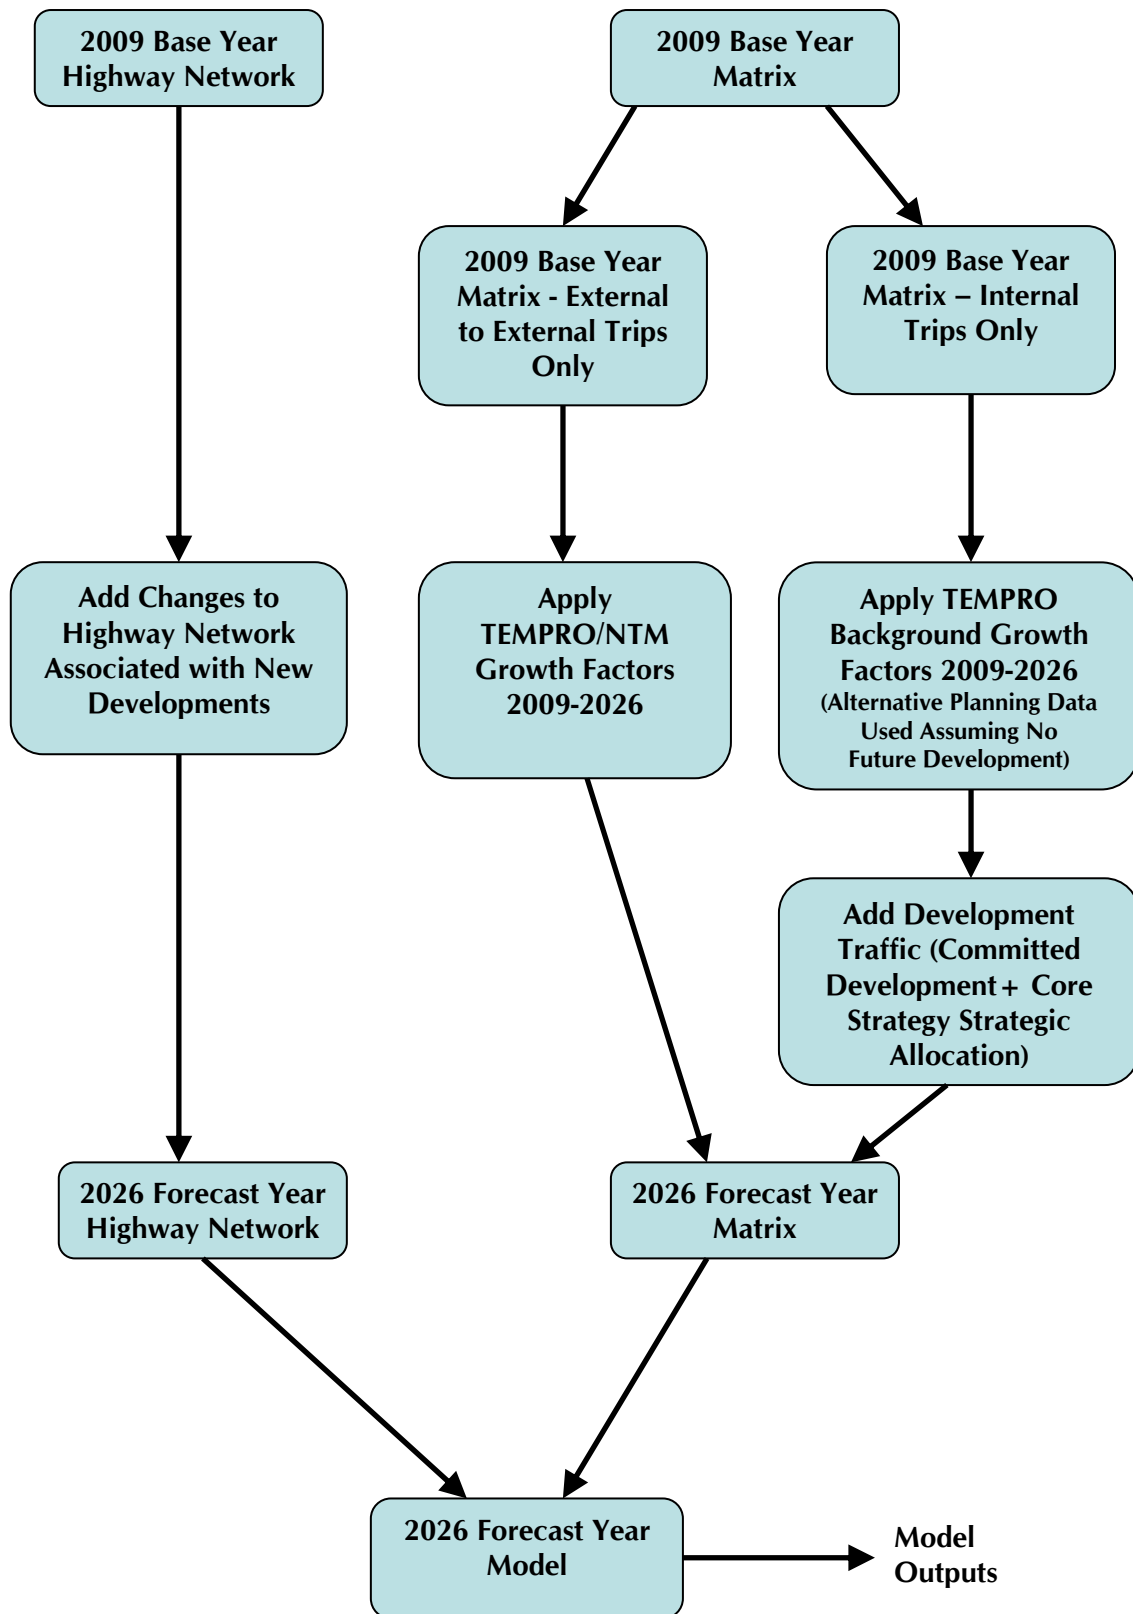 2009 Base Year
Highway Network
2009 Base Year
Matrix
2009 Base Year
Matrix - External
to External Trips
Only
2009 Base Year
Matrix – Internal
Trips Only
Add Changes to
Highway Network
Associated with New
Developments
Apply
TEMPRO/NTM
Growth Factors
2009-2026
Apply TEMPRO
Background Growth
Factors 2009-2026
(Alternative Planning Data
Used Assuming No
Future Development)
Add Development
Traffic (Committed
Development+ Core
Strategy Strategic
Allocation)
2026 Forecast Year
Highway Network
2026 Forecast Year
Matrix
2026 Forecast Year
Model
Model
Outputs